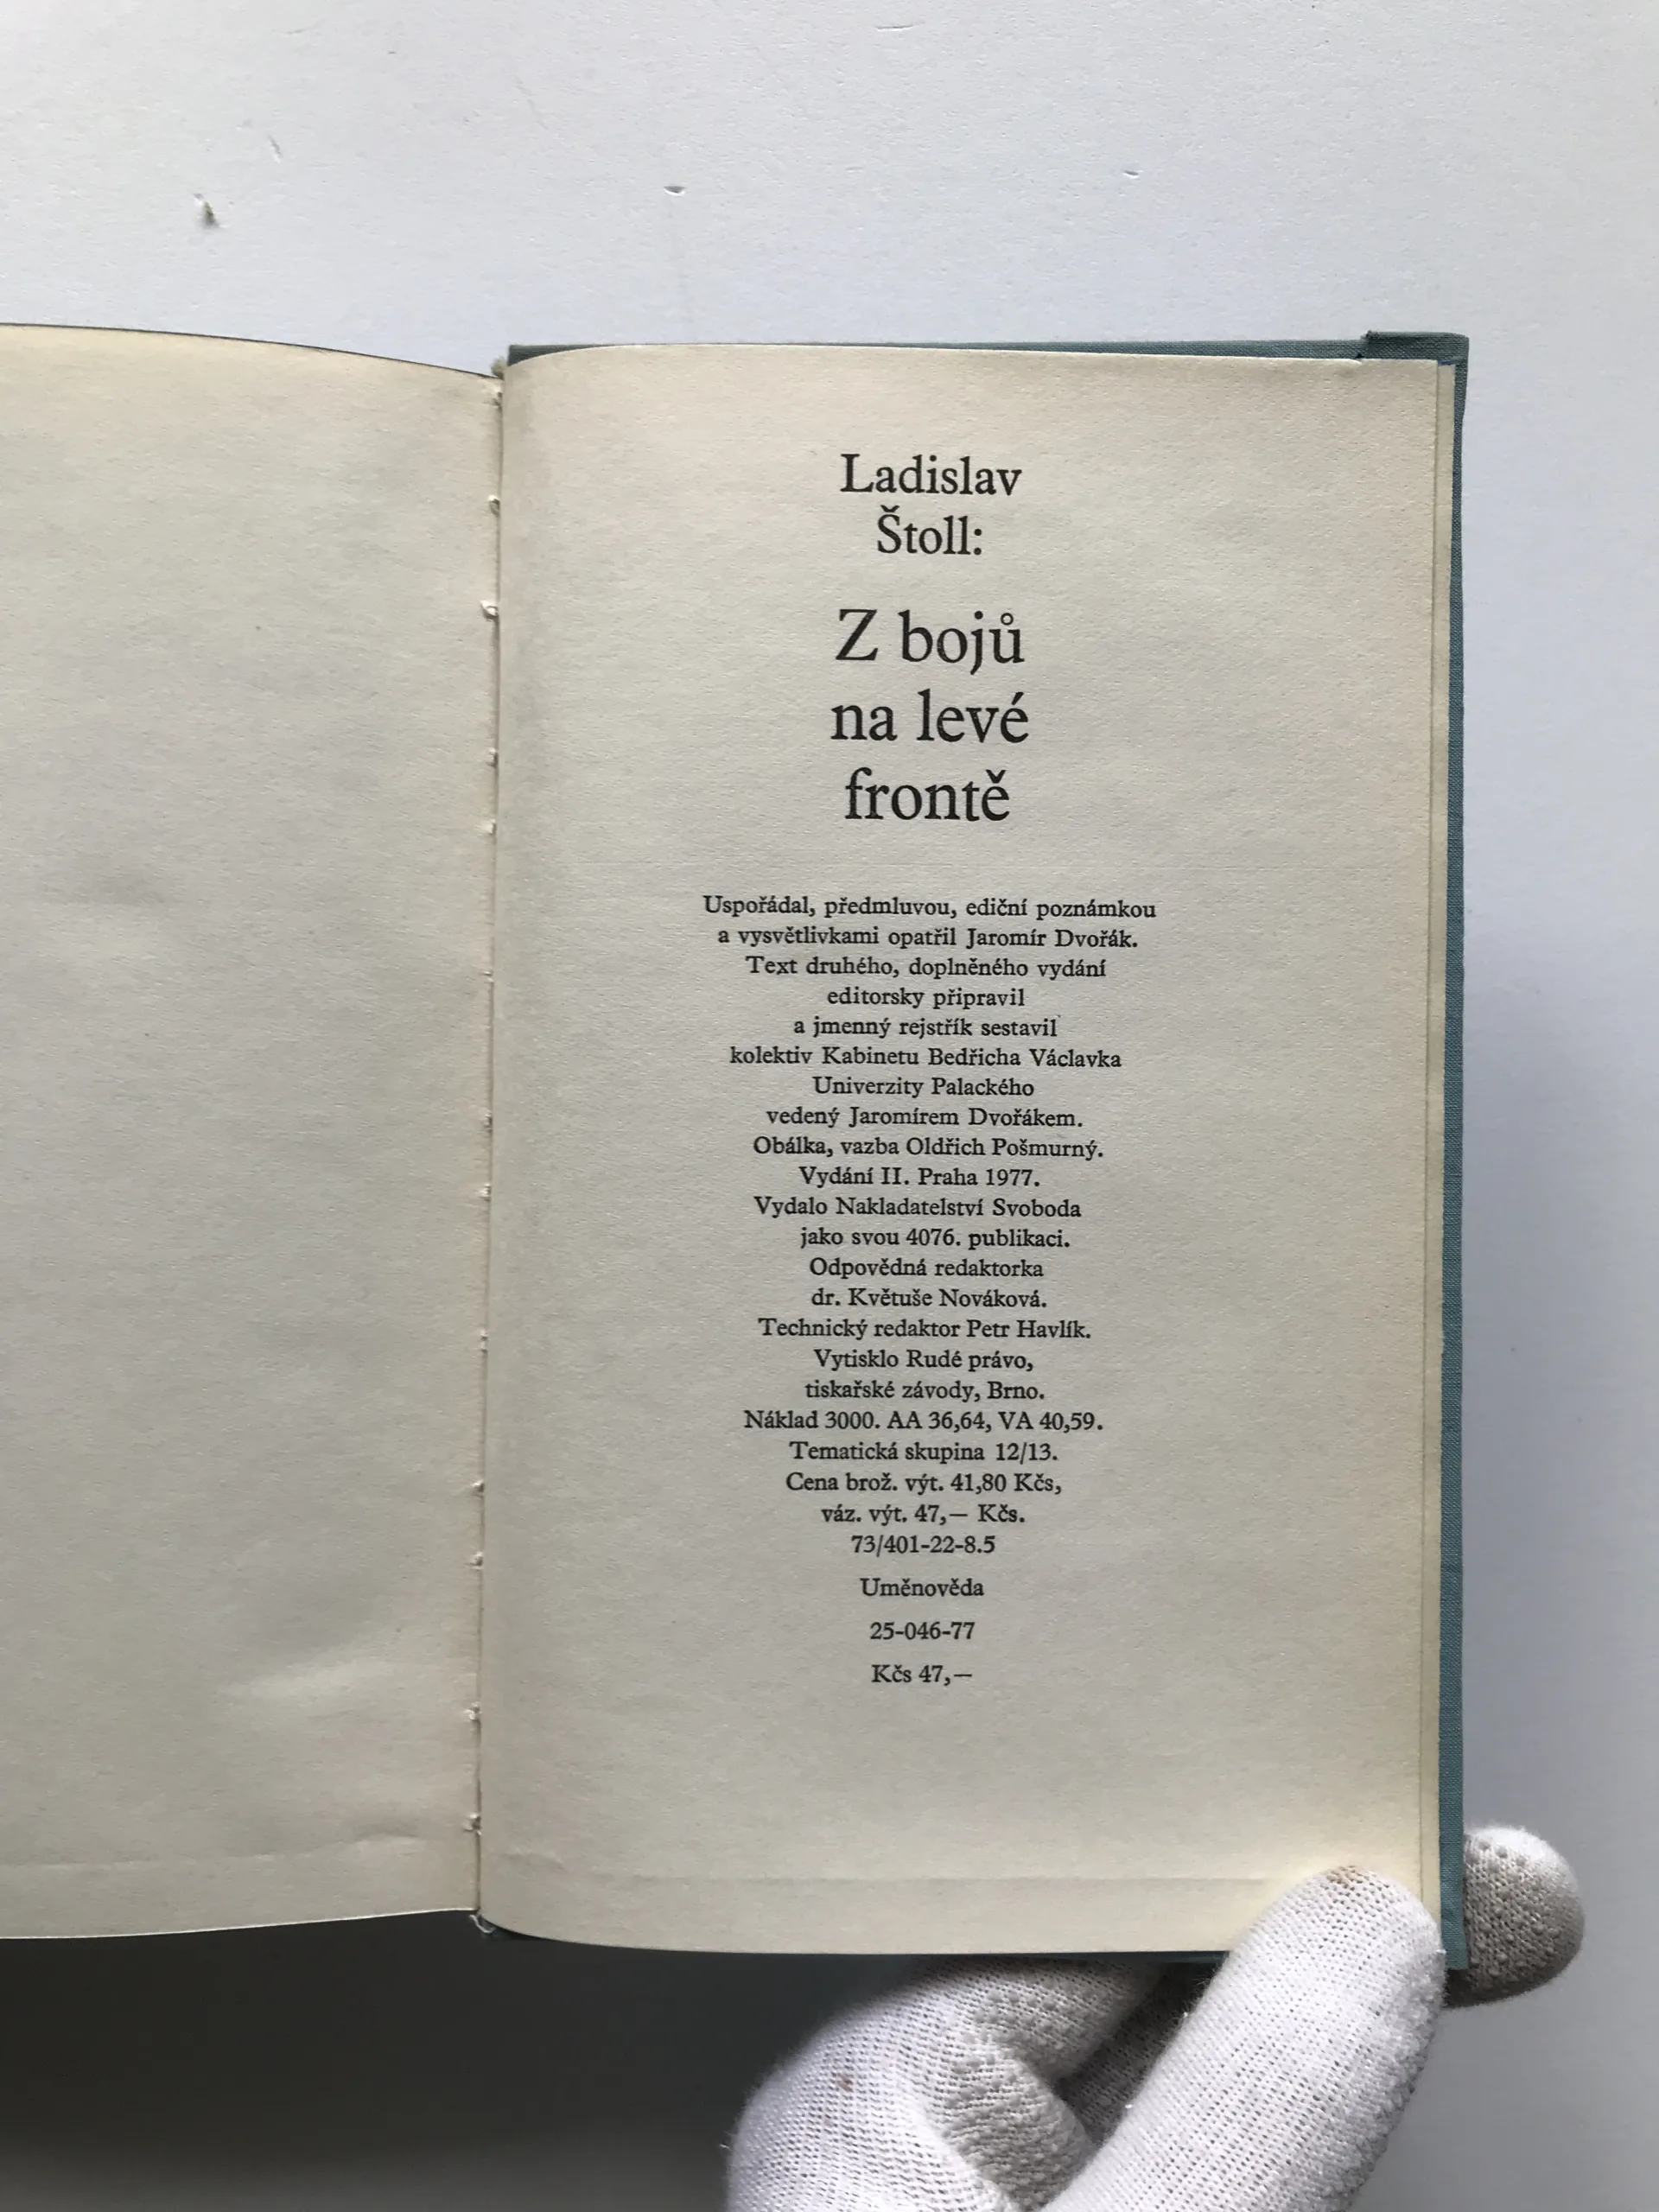 Ladislav
Štoll:
Z bojů
na levé
frontě
Uspořádal, předmluvou, ediční poznámkou
a vysvětlivkami opatřil Jaromír Dvořák.
Text druhého, doplněného vydání
editorsky připravil
a jmenný rejstřík sestavil
kolektiv Kabinetu Bedřicha Václavka
Univerzity Palackého
vedený Jaromírem Dvořákem.
Obálka, vazba Oldřich Pošmurný.
Vydání II. Praha 1977.
Vydalo Nakladatelství Svoboda
jako svou 4076. publikaci.
Odpovědná redaktorka
dr. Květuše Nováková.
Technický redaktor Petr Havlík.
Vytisklo Rudé právo,
tiskařské závody, Brno.
Náklad 3000. AA 36,64, VA 40,59.
Tematická skupina 12/13.
Cena brož. výt. 41,80 Kčs,
váz. výt. 47,— Kčs.
73/401-22-8.5
Uměnověda
25-046-77
Kčs 47,—